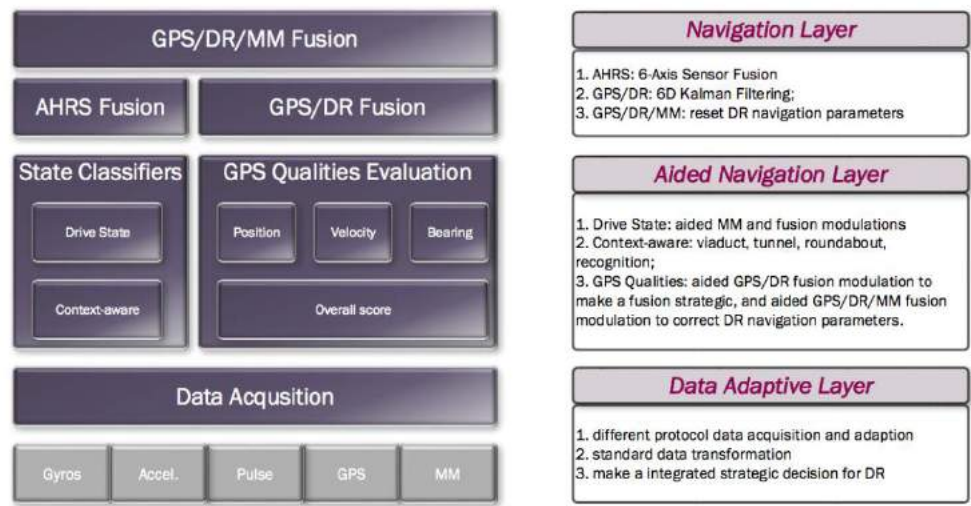 GPS/DR/MM Fusion
AHRS Fusion
GPS/DR Fusion
State Classifiers
Drive State
Context-aware
GPS Qualities Evaluation
Position
Velocity
Bearing
Overall score
Data Acqusition
Gyros
Accel.
Pulse
GPS
MM
Navigation Layer
1. AHRS: 6-Axis Sensor Fusion
2. GPS/DR: 6D Kalman Filtering;
3. GPS/DR/MM: reset DR navigation parameters
Aided Navigation Layer
1. Drive State: aided MM and fusion modulations
2. Context-aware: viaduct, tunnel, roundabout,
recognition;
3. GPS Qualities: aided GPS/DR fusion modulation to
make a fusion strategic, and aided GPS/DR/MM fusion
modulation to correct DR navigation parameters.
Data Adaptive Layer
1. different protocol data acquisition and adaption
2. standard data transformation
3. make a integrated strategic decision for DR